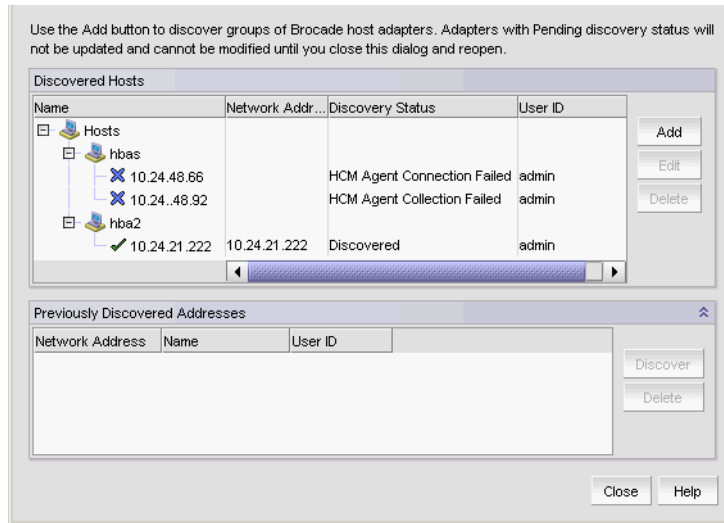 Use the Add button to discover groups of Brocade host adapters. Adapters with Pending discovery status will
not be updated and cannot be modified until you close this dialog and reopen.
Discovered Hosts
Name Network Addr... Discovery Status User ID
Hosts
hbas
10.24.48.66 HCM Agent Connection Failed admin
10.24..48.92 HCM Agent Collection Failed admin
hba2
10.24.21.222 10.24.21.222 Discovered admin
Add
Edit
Delete
Previously Discovered Addresses
Network Address Name User ID
Discover
Delete
Close Help